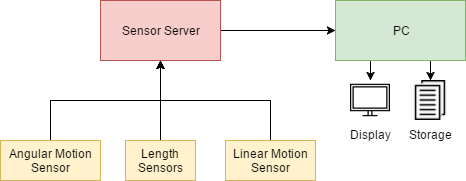 Sensor Server
PC
Display
Storage
Angular Motion
Sensor
Length
Sensors
Linear Motion
Sensor